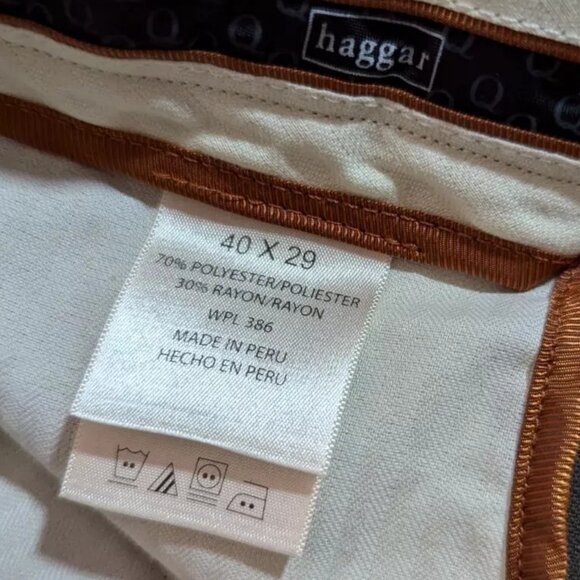 haggar
40 X 29
70% POLYESTER/POLIESTER
30% RAYON/RAYON
WPL 386
MADE IN PERU
HECHO EN PERU